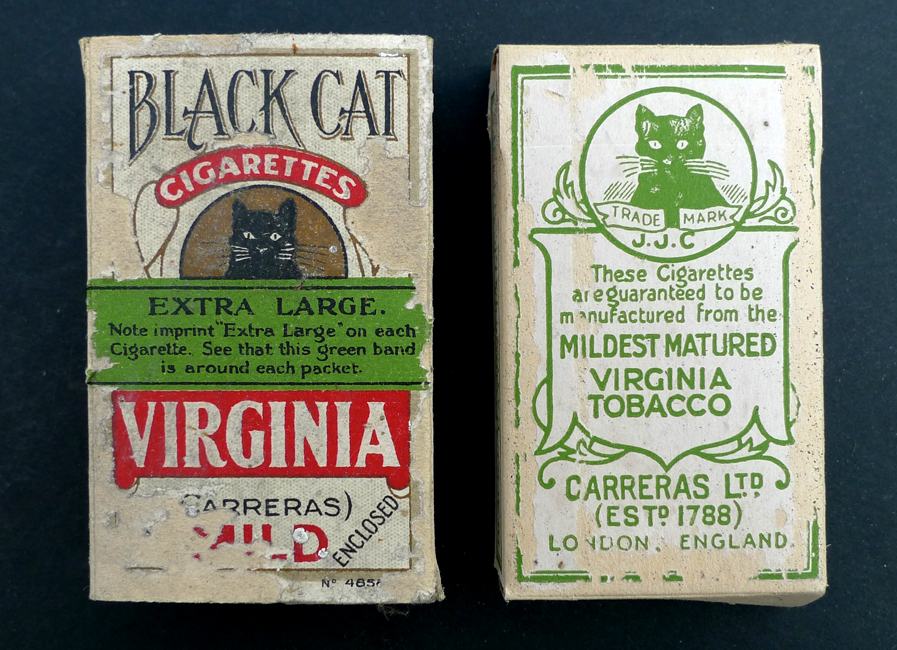 BLACK CAT
CIGARETTES
EXTRA LARGE.
Note imprint "Extra Large" on each
Cigarette. See that this green band
is around each packet.
VIRGINIA
(CARRERAS)
MILD
ENCLOSED
TRADE MARK
J.J.C
These Cigarettes
are guaranteed to be
manufactured from the
MILDEST MATURED
VIRGINIA
TOBACCO
CARRERAS LTD
(ESTD 1788)
LONDON. ENGLAND.